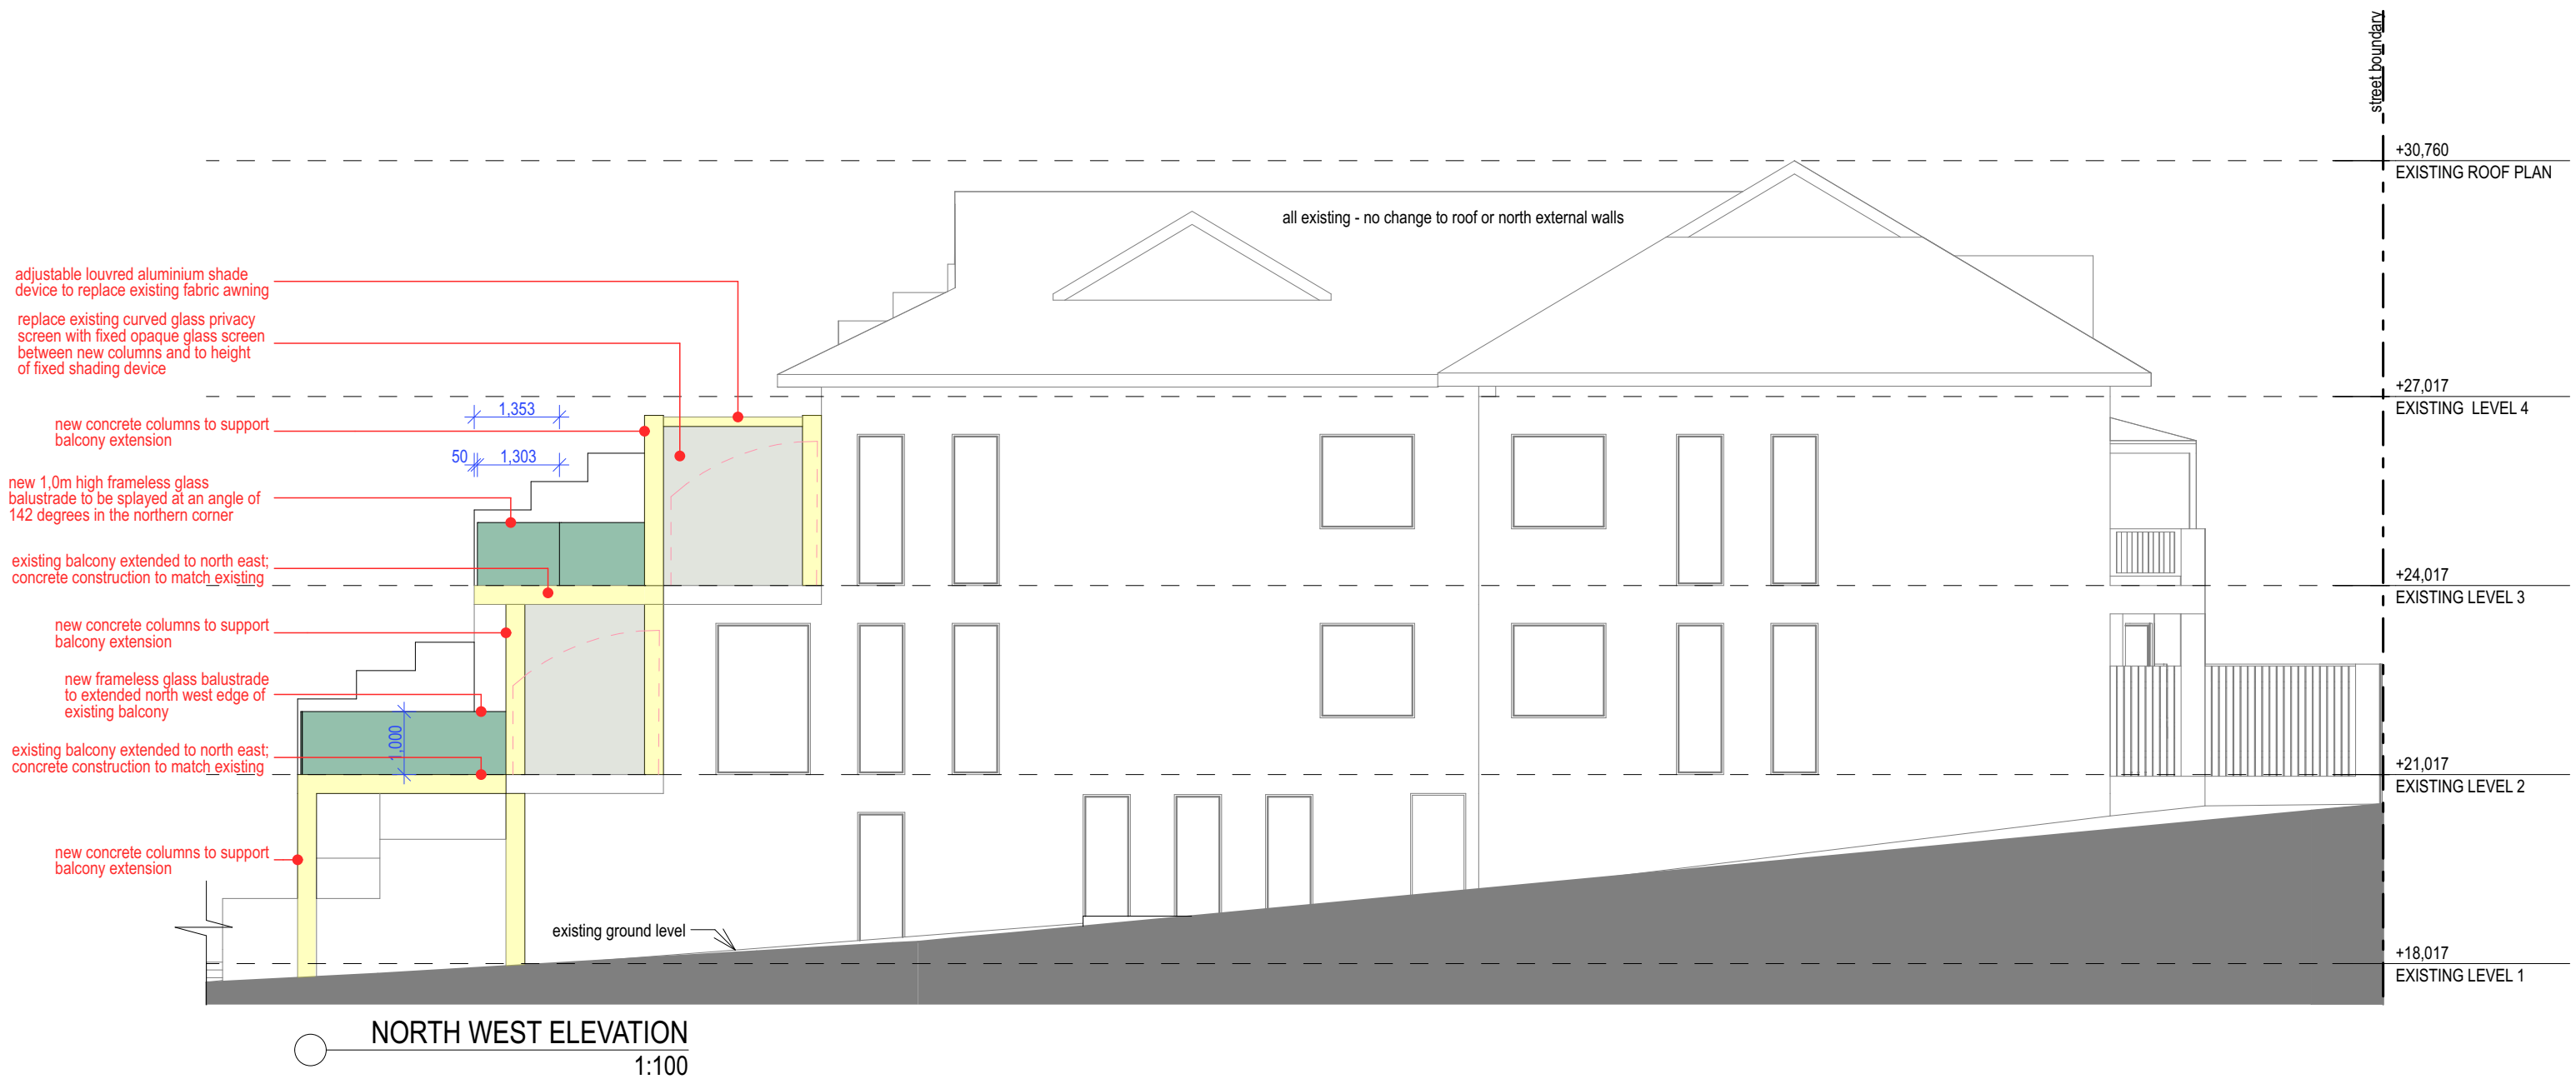 street boundary
+30,760
EXISTING ROOF PLAN
all existing - no change to roof or north external walls
adjustable louvred aluminium shade
device to replace existing fabric awning
replace existing curved glass privacy
screen with fixed opaque glass screen
between new columns and to height
of fixed shading device
+27,017
EXISTING LEVEL 4
1,353
new concrete columns to support
balcony extension
50
1,303
new 1,0m high frameless glass
balustrade to be splayed at an angle of
142 degrees in the northern corner
existing balcony extended to north east;
concrete construction to match existing
+24,017
EXISTING LEVEL 3
new concrete columns to support
balcony extension
new frameless glass balustrade
to extended north west edge of
existing balcony
1,000
existing balcony extended to north east;
concrete construction to match existing
+21,017
EXISTING LEVEL 2
new concrete columns to support
balcony extension
existing ground level
+18,017
EXISTING LEVEL 1
NORTH WEST ELEVATION
1:100